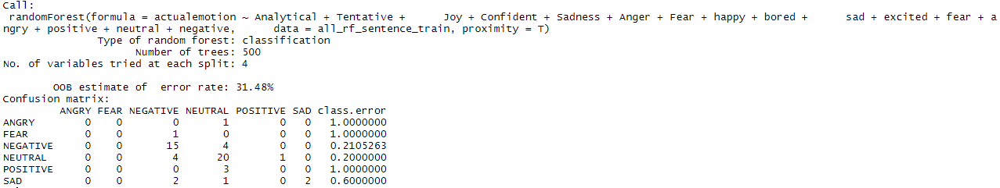 Call:
 randomForest(formula = actualemotion ~ Analytical + Tentative +      Joy + Confident + Sadness + Anger + Fear + happy + bored +      sad + excited + fear + a
ngry + positive + neutral + negative,      data = all_rf_sentence_train, proximity = T)
               Type of random forest: classification
                     Number of trees: 500
No. of variables tried at each split: 4

        OOB estimate of  error rate: 31.48%
Confusion matrix:
         ANGRY FEAR NEGATIVE NEUTRAL POSITIVE SAD class.error
ANGRY        0    0        0       1        0   0   1.0000000
FEAR         0    0        1       0        0   0   1.0000000
NEGATIVE     0    0       15       4        0   0   0.2105263
NEUTRAL      0    0        4      20        1   0   0.2000000
POSITIVE     0    0        0       3        0   0   1.0000000
SAD          0    0        2       1        0   2   0.6000000